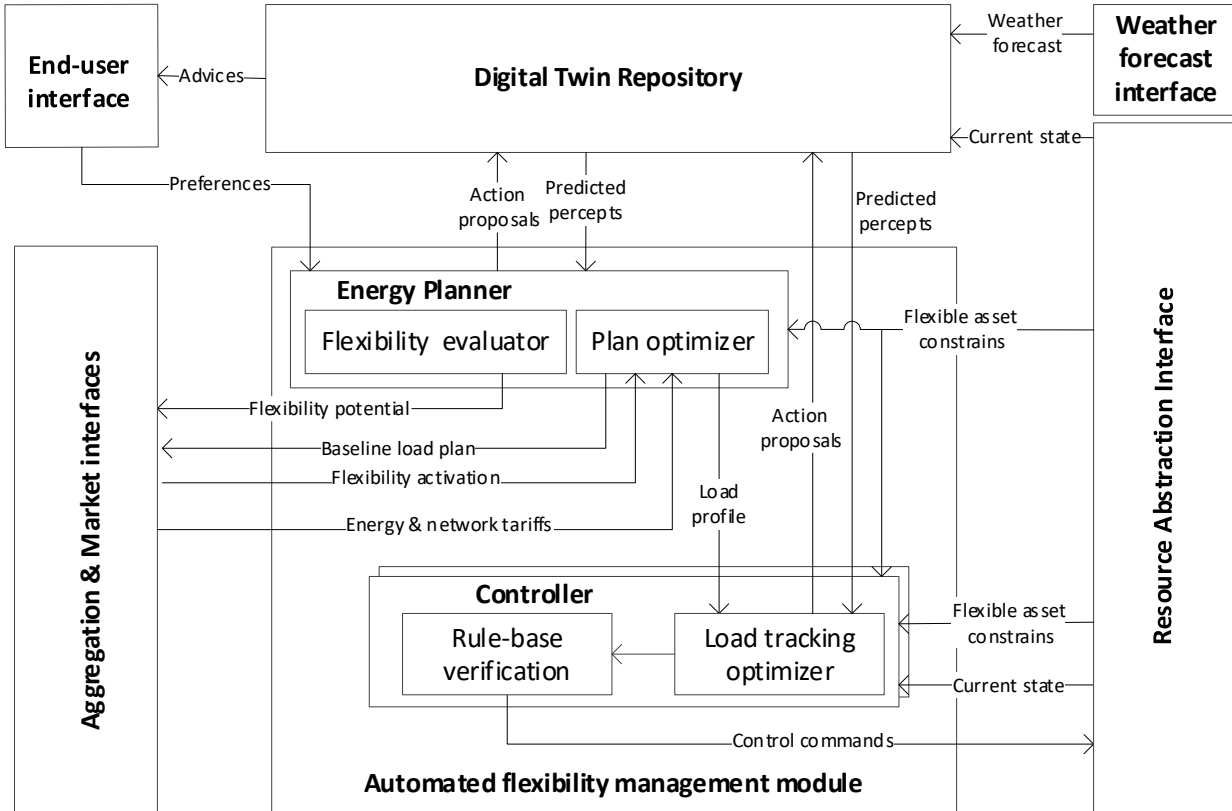 Weather
forecast
Weather
forecast
interface
End-user
interface
Advices
Digital Twin Repository
Current state
Preferences
Action
proposals
Predicted
percepts
Predicted
percepts
Energy Planner
Flexibility evaluator
Plan optimizer
Flexible asset
constrains
Flexibility potential
Baseline load plan
Flexibility activation
Energy & network tariffs
Action
proposals
Load
profile
Aggregation & Market interfaces
Resource Abstraction Interface
Controller
Rule-base
verification
Load tracking
optimizer
Flexible asset
constrains
Current state
Control commands
Automated flexibility management module